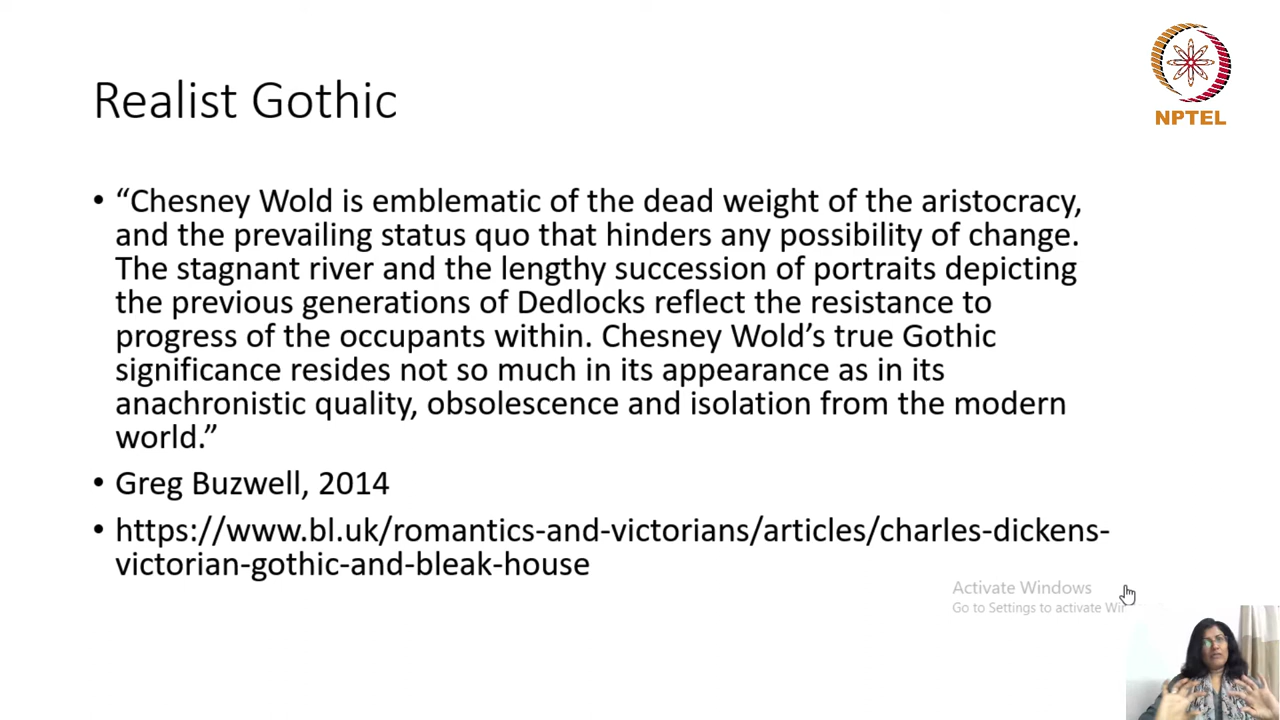 NPTEL
Realist Gothic
• “Chesney Wold is emblematic of the dead weight of the aristocracy,
and the prevailing status quo that hinders any possibility of change.
The stagnant river and the lengthy succession of portraits depicting
the previous generations of Dedlocks reflect the resistance to
progress of the occupants within. Chesney Wold’s true Gothic
significance resides not so much in its appearance as in its
anachronistic quality, obsolescence and isolation from the modern
world.”
• Greg Buzwell, 2014
• https://www.bl.uk/romantics-and-victorians/articles/charles-dickens-
victorian-gothic-and-bleak-house
Activate Windows
Go to Settings to activate